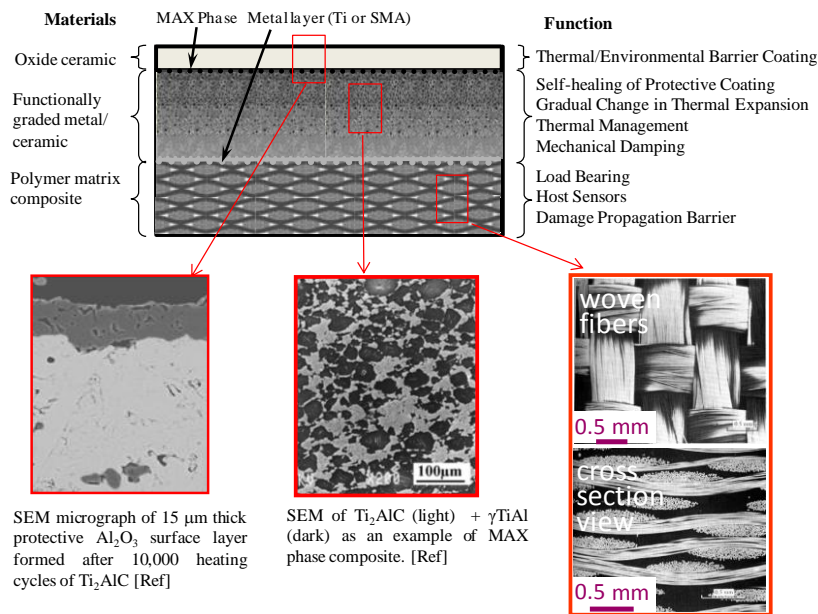 Materials
MAX Phase
Metal layer (Ti or SMA)
Function
Oxide ceramic
Thermal/Environmental Barrier Coating
Functionally
graded metal/
ceramic
Self-healing of Protective Coating
Gradual Change in Thermal Expansion
Thermal Management
Mechanical Damping
Polymer matrix
composite
Load Bearing
Host Sensors
Damage Propagation Barrier
100μm
woven
fibers
0.5 mm
cross
section
view
0.5 mm
SEM micrograph of 15 μm thick
protective Al₂O₃ surface layer
formed after 10,000 heating
cycles of Ti₂AlC [Ref]
SEM of Ti₂AlC (light) + γTiAl
(dark) as an example of MAX
phase composite. [Ref]